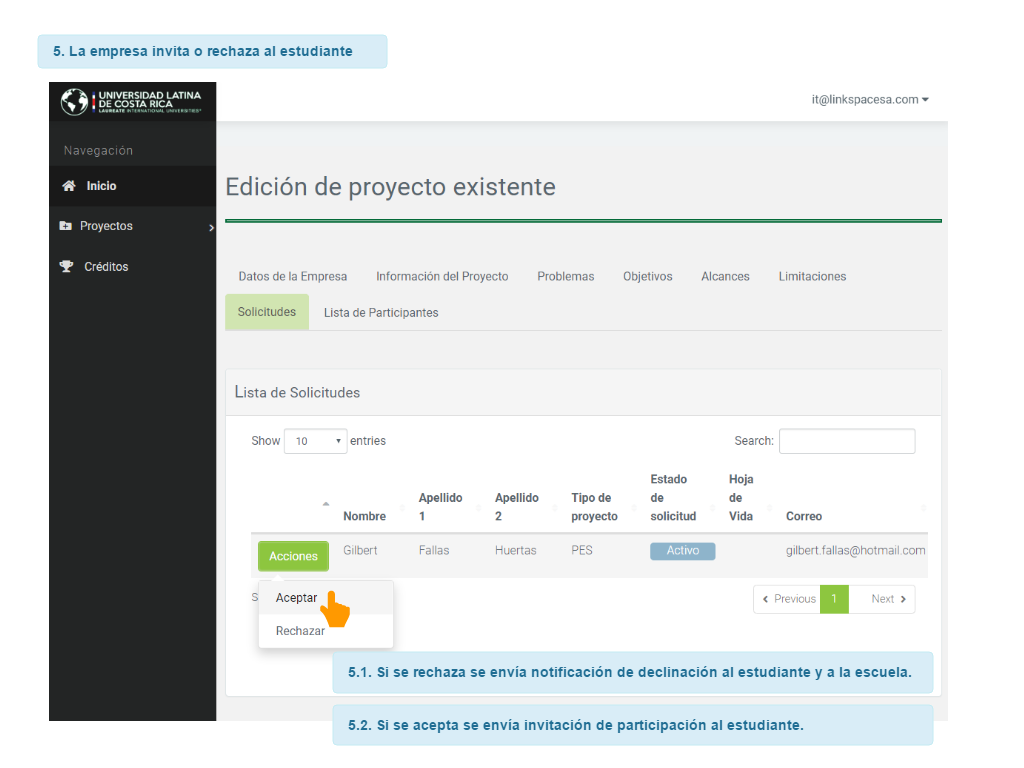 5. La empresa invita o rechaza al estudiante
UNIVERSIDAD LATINA
DE COSTA RICA
LAUREATE INTERNATIONAL UNIVERSITIES®
it@linkspacesa.com
Navegación
Inicio
Proyectos
Créditos
Edición de proyecto existente
Datos de la Empresa Información del Proyecto Problemas Objetivos Alcances Limitaciones
Solicitudes Lista de Participantes
Lista de Solicitudes
Show 10 entries Search:
Nombre Apellido 1 Apellido 2 Tipo de proyecto Estado de solicitud Hoja de Vida Correo
Acciones Gilbert Fallas Huertas PES Activo gilbert.fallas@hotmail.com
Aceptar
Rechazar
Previous 1 Next
5.1. Si se rechaza se envía notificación de declinación al estudiante y a la escuela.
5.2. Si se acepta se envía invitación de participación al estudiante.